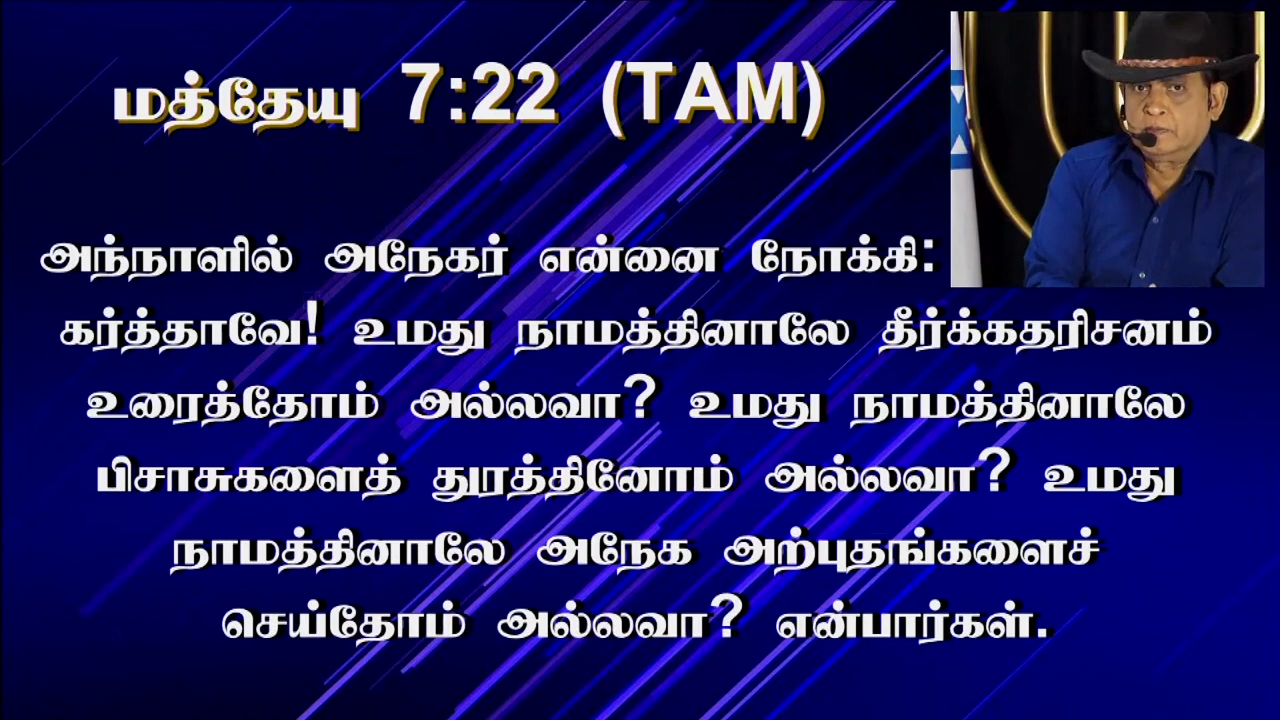 மத்தேயு 7:22 (TAM)
அந்நாளில் அநேகர் என்னை நோக்கி:
கர்த்தாவே! உமது நாமத்தினாலே தீர்க்கதரிசனம்
உரைத்தோம் அல்லவா? உமது நாமத்தினாலே
பிசாசுகளைத் துரத்தினோம் அல்லவா? உமது
நாமத்தினாலே அநேக அற்புதங்களைச்
செய்தோம் அல்லவா? என்பார்கள்.